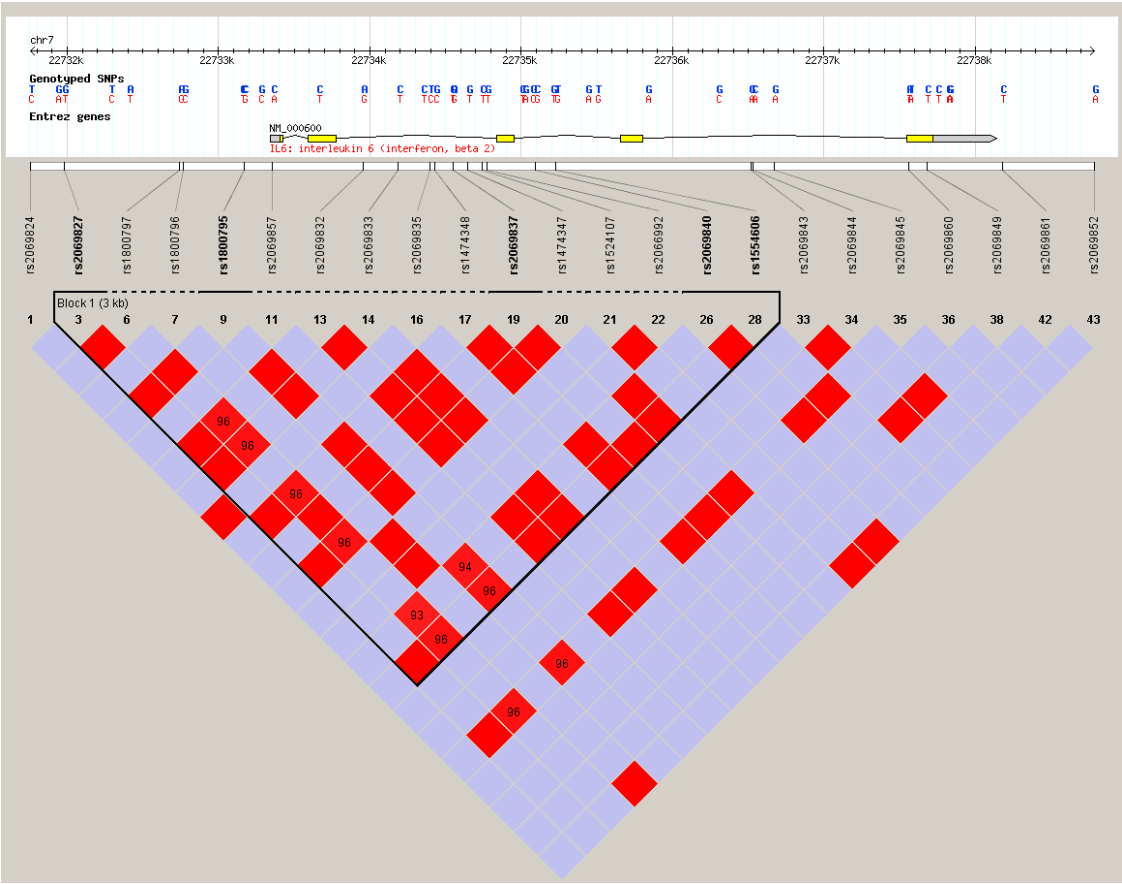 chr7
22732k 22733k 22734k 22735k 22736k 22737k 22738k
Genotyped SNPs
Entrez genes
NM_000600
IL6: interleukin 6 (interferon, beta 2)
rs2069824 rs2069827 rs1800797 rs1800796 rs1800795 rs2069857 rs2069832 rs2069833 rs2069835 rs1474348 rs2069837 rs1474347 rs1524107 rs2066992 rs2069840 rs1554606 rs2069843 rs2069844 rs2069845 rs2069860 rs2069849 rs2069861 rs2069852
Block 1 (3 kb)
1 3 6 7 9 11 13 14 16 17 19 20 21 22 26 28 33 34 35 36 38 42 43
96
96
96
96
94
96
93
96
96
96